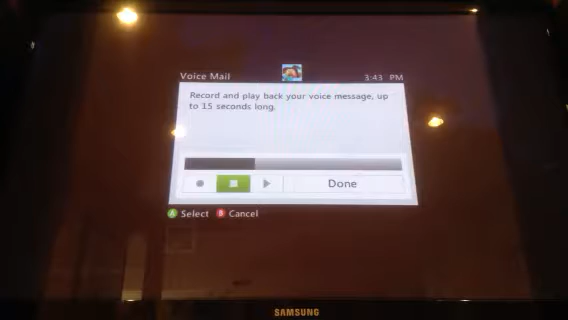 Voice Mail
3:43 PM
Record and play back your voice message, up
to 15 seconds long.
Done
A Select B Cancel
SAMSUNG